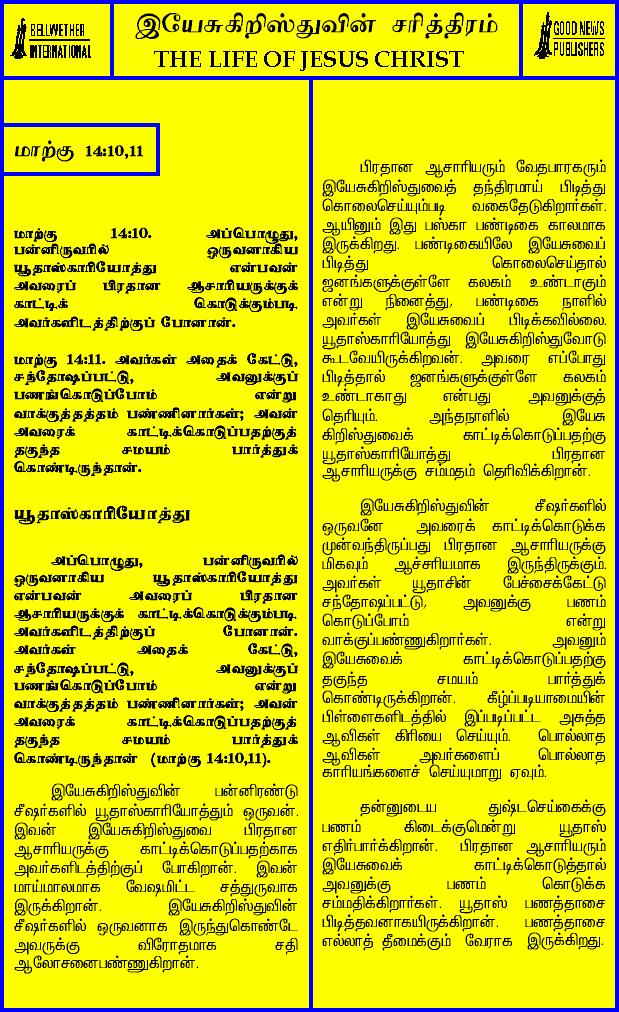 BELLWETHER
INTERNATIONAL
இயேசுகிறிஸ்துவின் சரித்திரம்
THE LIFE OF JESUS CHRIST
GOOD NEWS
PUBLISHERS
மாற்கு 14:10,11
மாற்கு 14:10. அப்பொழுது,
பன்னிருவரில் ஒருவனாகிய
யூதாஸ்காரியோத்து என்பவன்
அவரைப் பிரதான ஆசாரியருக்குக்
காட்டிக் கொடுக்கும்படி
அவர்களிடத்திற்குப் போனான்.
மாற்கு 14:11. அவர்கள் அதைக் கேட்டு,
சந்தோஷப்பட்டு, அவனுக்குப்
பணங்கொடுப்போம் என்று
வாக்குத்தத்தம் பண்ணினார்கள்; அவன்
அவரைக் காட்டிக்கொடுப்பதற்குத்
தகுந்த சமயம் பார்த்துக்
கொண்டிருந்தான்.
யூதாஸ்காரியோத்து
அப்பொழுது, பன்னிருவரில்
ஒருவனாகிய யூதாஸ்காரியோத்து
என்பவன் அவரைப் பிரதான
ஆசாரியருக்குக் காட்டிக்கொடுக்கும்படி
அவர்களிடத்திற்குப் போனான்.
அவர்கள் அதைக் கேட்டு,
சந்தோஷப்பட்டு, அவனுக்குப்
பணங்கொடுப்போம் என்று
வாக்குத்தத்தம் பண்ணினார்கள்; அவன்
அவரைக் காட்டிக்கொடுப்பதற்குத்
தகுந்த சமயம் பார்த்துக்
கொண்டிருந்தான் (மாற்கு 14:10,11).
இயேசுகிறிஸ்துவின் பன்னிரண்டு
சீஷர்களில் யூதாஸ்காரியோத்தும் ஒருவன்.
இவன் இயேசுகிறிஸ்துவை பிரதான
ஆசாரியருக்கு காட்டிக்கொடுப்பதற்காக
அவர்களிடத்திற்குப் போகிறான். இவன்
மாய்மாலமாக வேஷமிட்ட சத்துருவாக
இருக்கிறான். இயேசுகிறிஸ்துவின்
சீஷர்களில் ஒருவனாக இருந்துகொண்டே
அவருக்கு விரோதமாக சதி
ஆலோசனைபண்ணுகிறான்.
பிரதான ஆசாரியரும் வேதபாரகரும்
இயேசுகிறிஸ்துவைத் தந்திரமாய் பிடித்து
கொலைசெய்யும்படி வகைதேடுகிறார்கள்.
ஆயினும் இது பஸ்கா பண்டிகை காலமாக
இருக்கிறது. பண்டிகையிலே இயேசுவைப்
பிடித்து கொலைசெய்தால்
ஜனங்களுக்குள்ளே கலகம் உண்டாகும்
என்று நினைத்து, பண்டிகை நாளில்
அவர்கள் இயேசுவைப் பிடிக்கவில்லை.
யூதாஸ்காரியோத்து இயேசுகிறிஸ்துவோடு
கூடவேயிருக்கிறவன். அவரை எப்போது
பிடித்தால் ஜனங்களுக்குள்ளே கலகம்
உண்டாகாது என்பது அவனுக்குத்
தெரியும். அந்தநாளில் இயேசு
கிறிஸ்துவைக் காட்டிக்கொடுப்பதற்கு
யூதாஸ்காரியோத்து பிரதான
ஆசாரியருக்கு சம்மதம் தெரிவிக்கிறான்.
இயேசுகிறிஸ்துவின் சீஷர்களில்
ஒருவனே அவரைக் காட்டிக்கொடுக்க
முன்வந்திருப்பது பிரதான ஆசாரியருக்கு
மிகவும் ஆச்சரியமாக இருந்திருக்கும்.
அவர்கள் யூதாசின் பேச்சைக்கேட்டு
சந்தோஷப்பட்டு, அவனுக்கு பணம்
கொடுப்போம் என்று
வாக்குப்பண்ணுகிறார்கள். அவனும்
இயேசுவைக் காட்டிக்கொடுப்பதற்கு
தகுந்த சமயம் பார்த்துக்
கொண்டிருக்கிறான். கீழ்ப்படியாமையின்
பிள்ளைகளிடத்தில் இப்படிப்பட்ட அசுத்த
ஆவிகள் கிரியை செய்யும். பொல்லாத
ஆவிகள் அவர்களைப் பொல்லாத
காரியங்களைச் செய்யுமாறு ஏவும்.
தன்னுடைய துஷ்டசெய்கைக்கு
பணம் கிடைக்குமென்று யூதாஸ்
எதிர்பார்க்கிறான். பிரதான ஆசாரியரும்
இயேசுவைக் காட்டிக்கொடுத்தால்
அவனுக்கு பணம் கொடுக்க
சம்மதிக்கிறார்கள். யூதாஸ் பணத்தாசை
பிடித்தவனாகயிருக்கிறான். பணத்தாசை
எல்லாத் தீமைக்கும் வேராக இருக்கிறது.